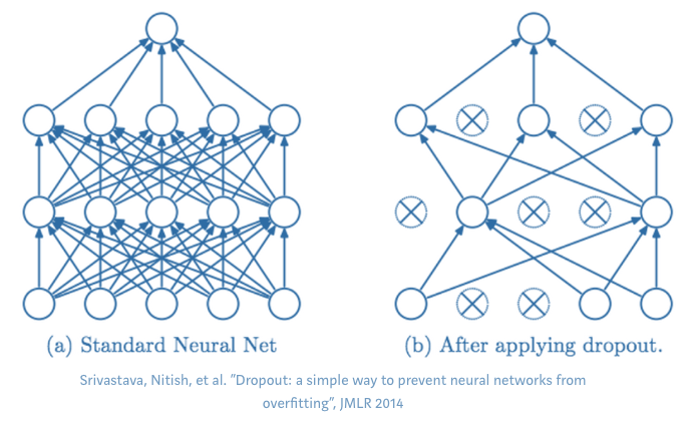 (a) Standard Neural Net
(b) After applying dropout.
Srivastava, Nitish, et al. “Dropout: a simple way to prevent neural networks from
overfitting”, JMLR 2014